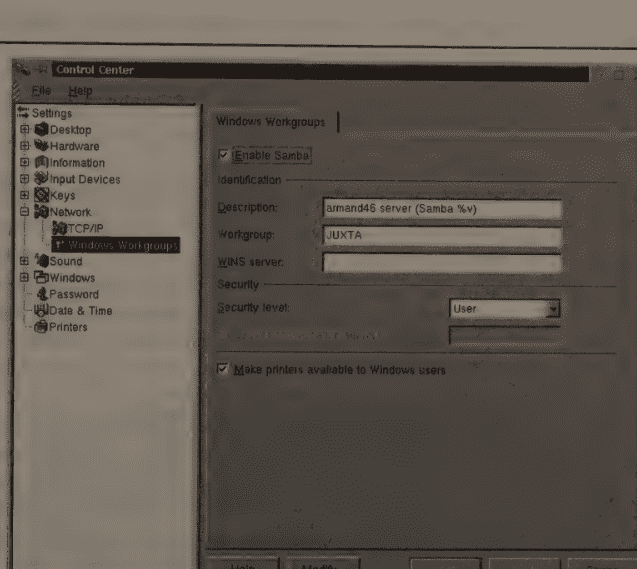 Control Center
File Help
Settings
Desktop
Hardware
Information
Input Devices
Keys
Network
TCP/IP
Windows Workgroups
Sound
Windows
Password
Date & Time
Printers
Windows Workgroups
Enable Samba
Identification
Description: armand46 server (Samba %v)
Workgroup: JUXTA
WINS server:
Security
Security level: User
Make printers available to Windows users
Help Modify